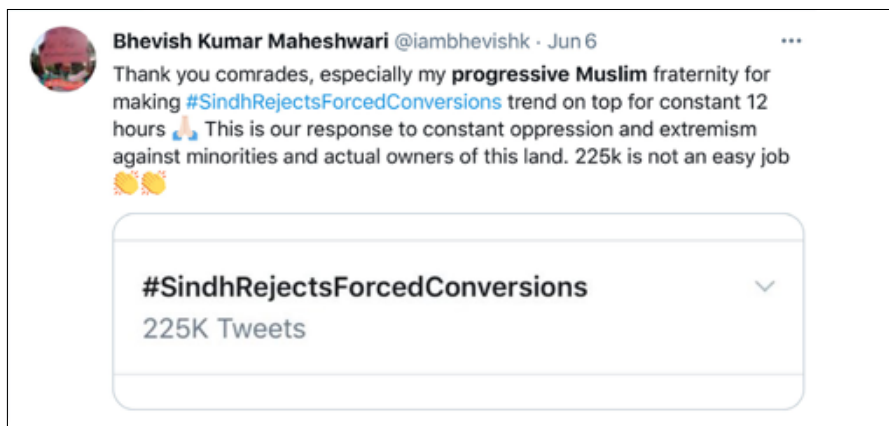 Bhevish Kumar Maheshwari @iambhevishk · Jun 6 ...
Thank you comrades, especially my progressive Muslim fraternity for
making #SindhRejectsForcedConversions trend on top for constant 12
hours 🙏🏻 This is our response to constant oppression and extremism
against minorities and actual owners of this land. 225k is not an easy job
👏👏
#SindhRejectsForcedConversions
225K Tweets